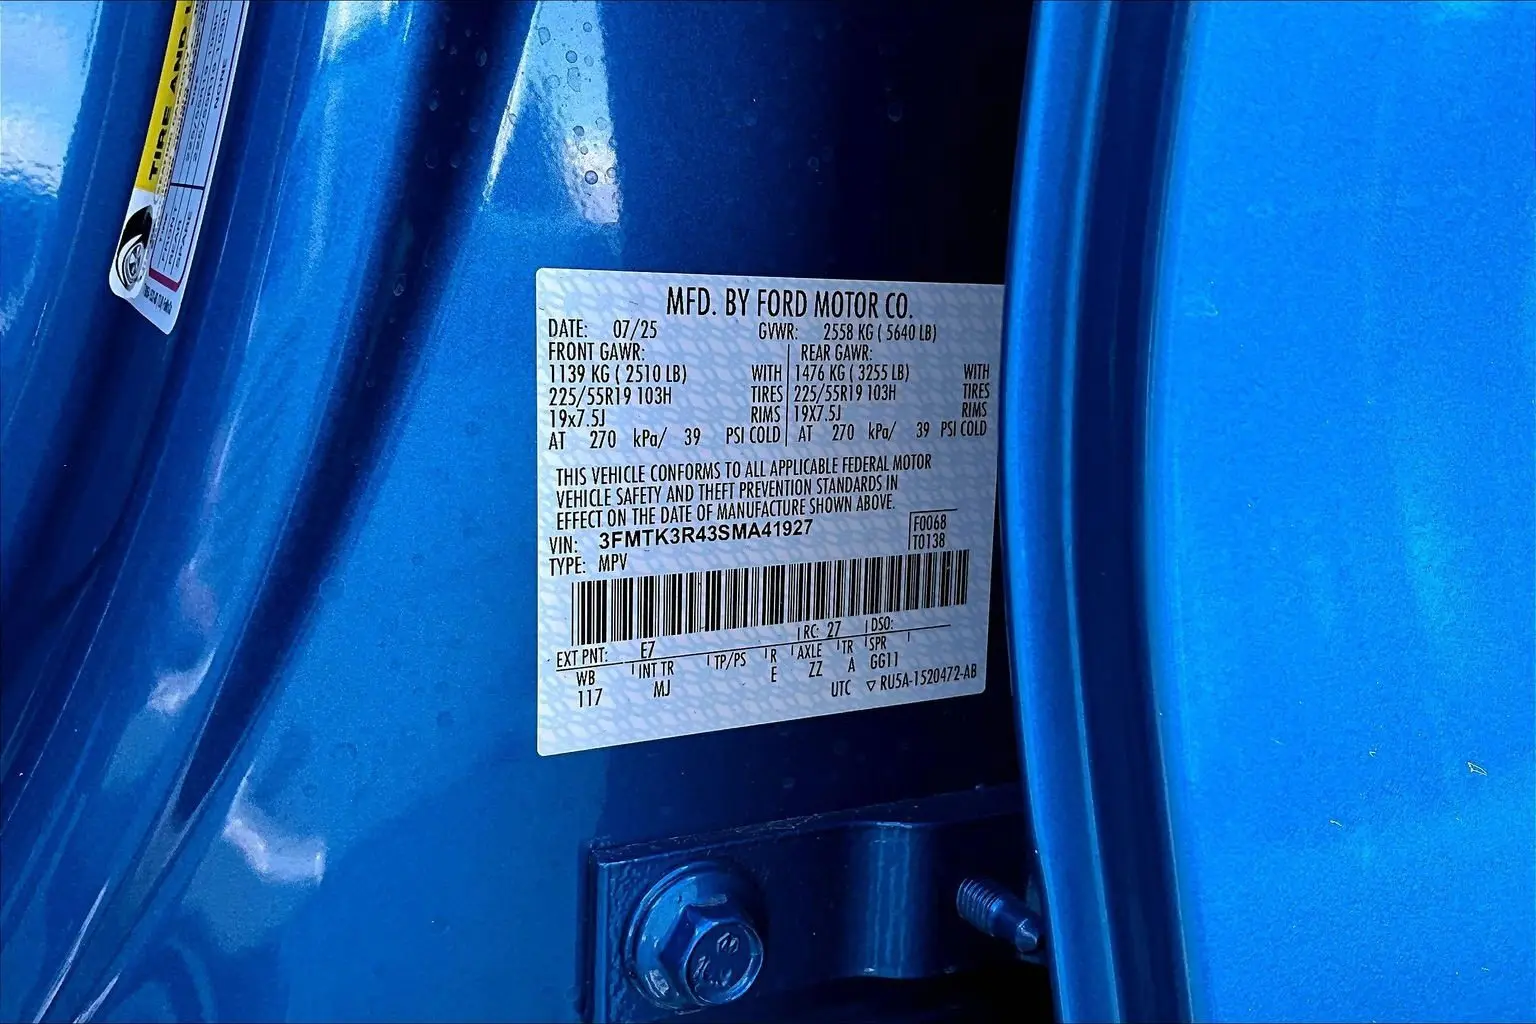 TIRE AND
NONE
MFD. BY FORD MOTOR CO.
DATE: 07/25 GVWR: 2558 KG ( 5640 LB)
FRONT GAWR: REAR GAWR:
1139 KG ( 2510 LB) WITH 1476 KG ( 3255 LB) WITH
225/55R19 103H TIRES 225/55R19 103H TIRES
19x7.5J RIMS 19X7.5J RIMS
AT 270 kPa/ 39 PSI COLD AT 270 kPa/ 39 PSI COLD
THIS VEHICLE CONFORMS TO ALL APPLICABLE FEDERAL MOTOR
VEHICLE SAFETY AND THEFT PREVENTION STANDARDS IN
EFFECT ON THE DATE OF MANUFACTURE SHOWN ABOVE.
VIN: 3FMTK3R43SMA41927 F0068
TYPE: MPV T0138
EXT PNT: E7 RC: 27 DSO:
WB INT TR TP/PS R AXLE TR SPR
117 MJ E ZZ A GG11
UTC ▽ RU5A-1520472-AB